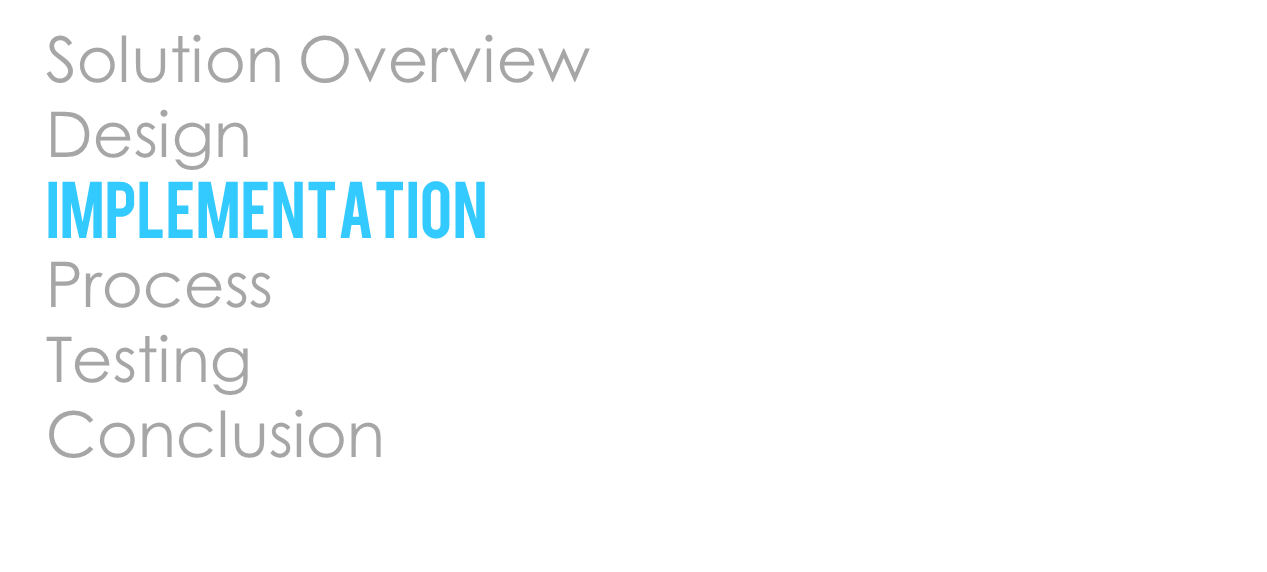 Solution Overview
Design
IMPLEMENTATION
Process
Testing
Conclusion